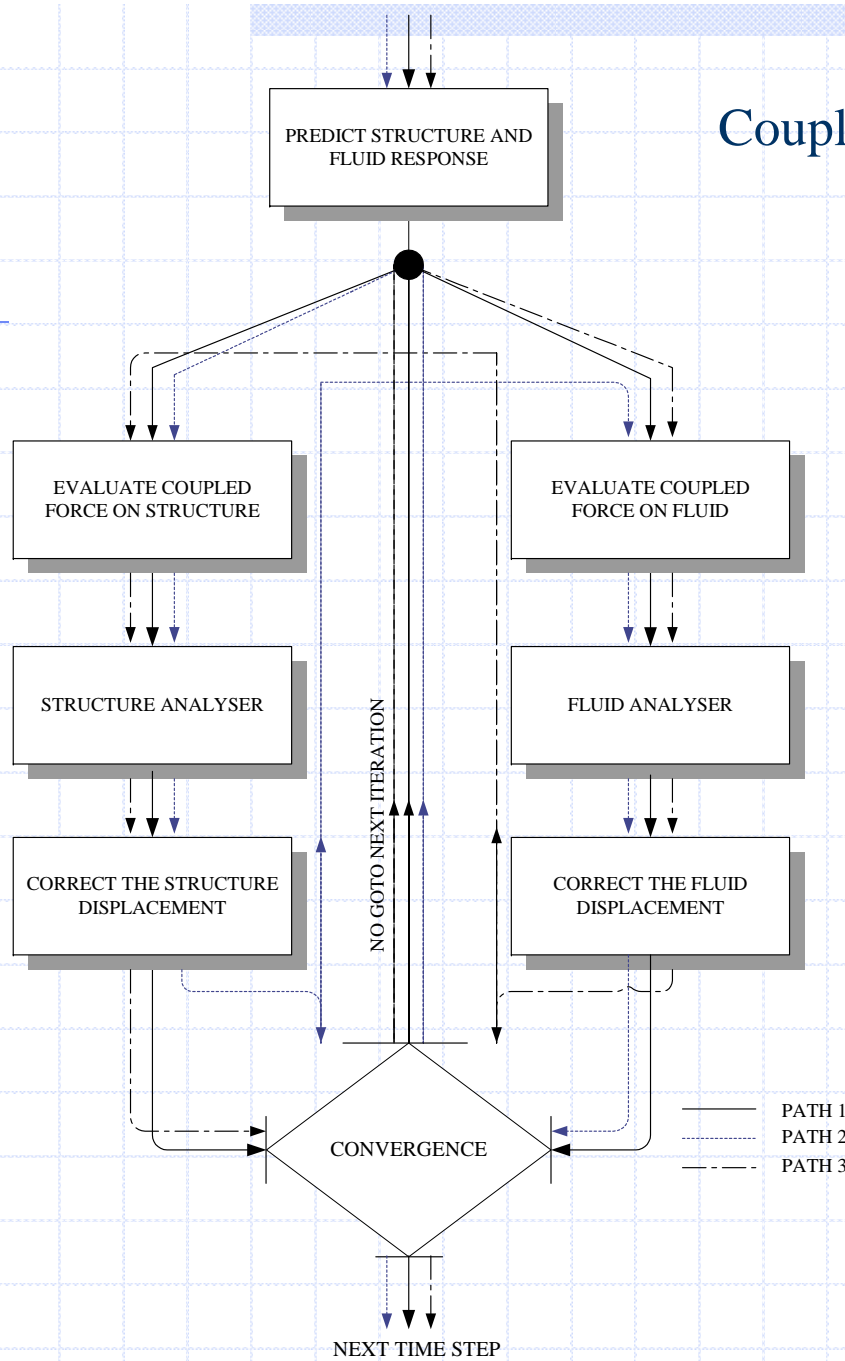 Coupl
PREDICT STRUCTURE AND
FLUID RESPONSE
EVALUATE COUPLED
FORCE ON STRUCTURE
EVALUATE COUPLED
FORCE ON FLUID
STRUCTURE ANALYSER
FLUID ANALYSER
NO GOTO NEXT ITERATION
CORRECT THE STRUCTURE
DISPLACEMENT
CORRECT THE FLUID
DISPLACEMENT
CONVERGENCE
PATH 1
PATH 2
PATH 3
NEXT TIME STEP